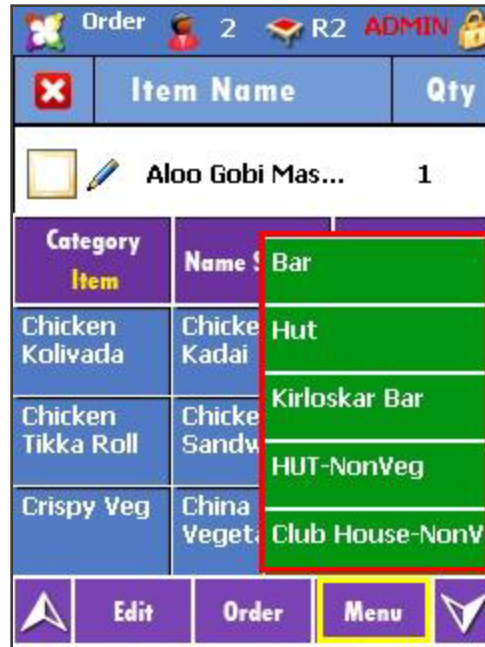 Order 2 R2 ADMIN
Item Name Qty
Aloo Gobi Mas... 1
Category
Item
Name S
Bar
Hut
Kirloskar Bar
HUT-NonVeg
Club House-NonV
Chicken
Kolivada
Chicke
Kadai
Chicken
Tikka Roll
Chicke
Sandw
Crispy Veg
China
Veget
Edit Order Menu